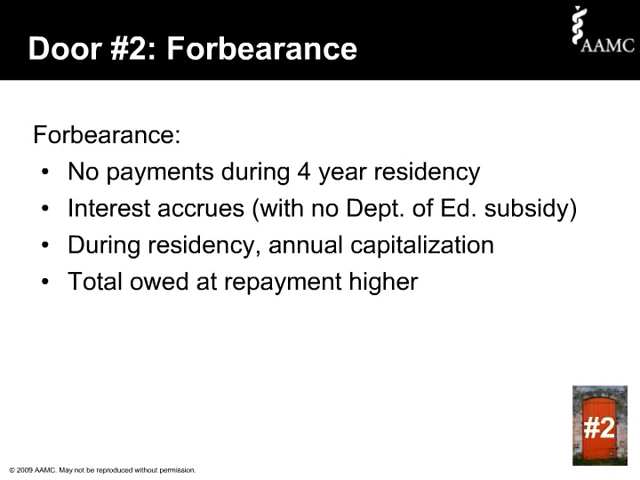 Door #2: Forbearance
AAMC
Forbearance:
• No payments during 4 year residency
• Interest accrues (with no Dept. of Ed. subsidy)
• During residency, annual capitalization
• Total owed at repayment higher
#2
© 2009 AAMC. May not be reproduced without permission.